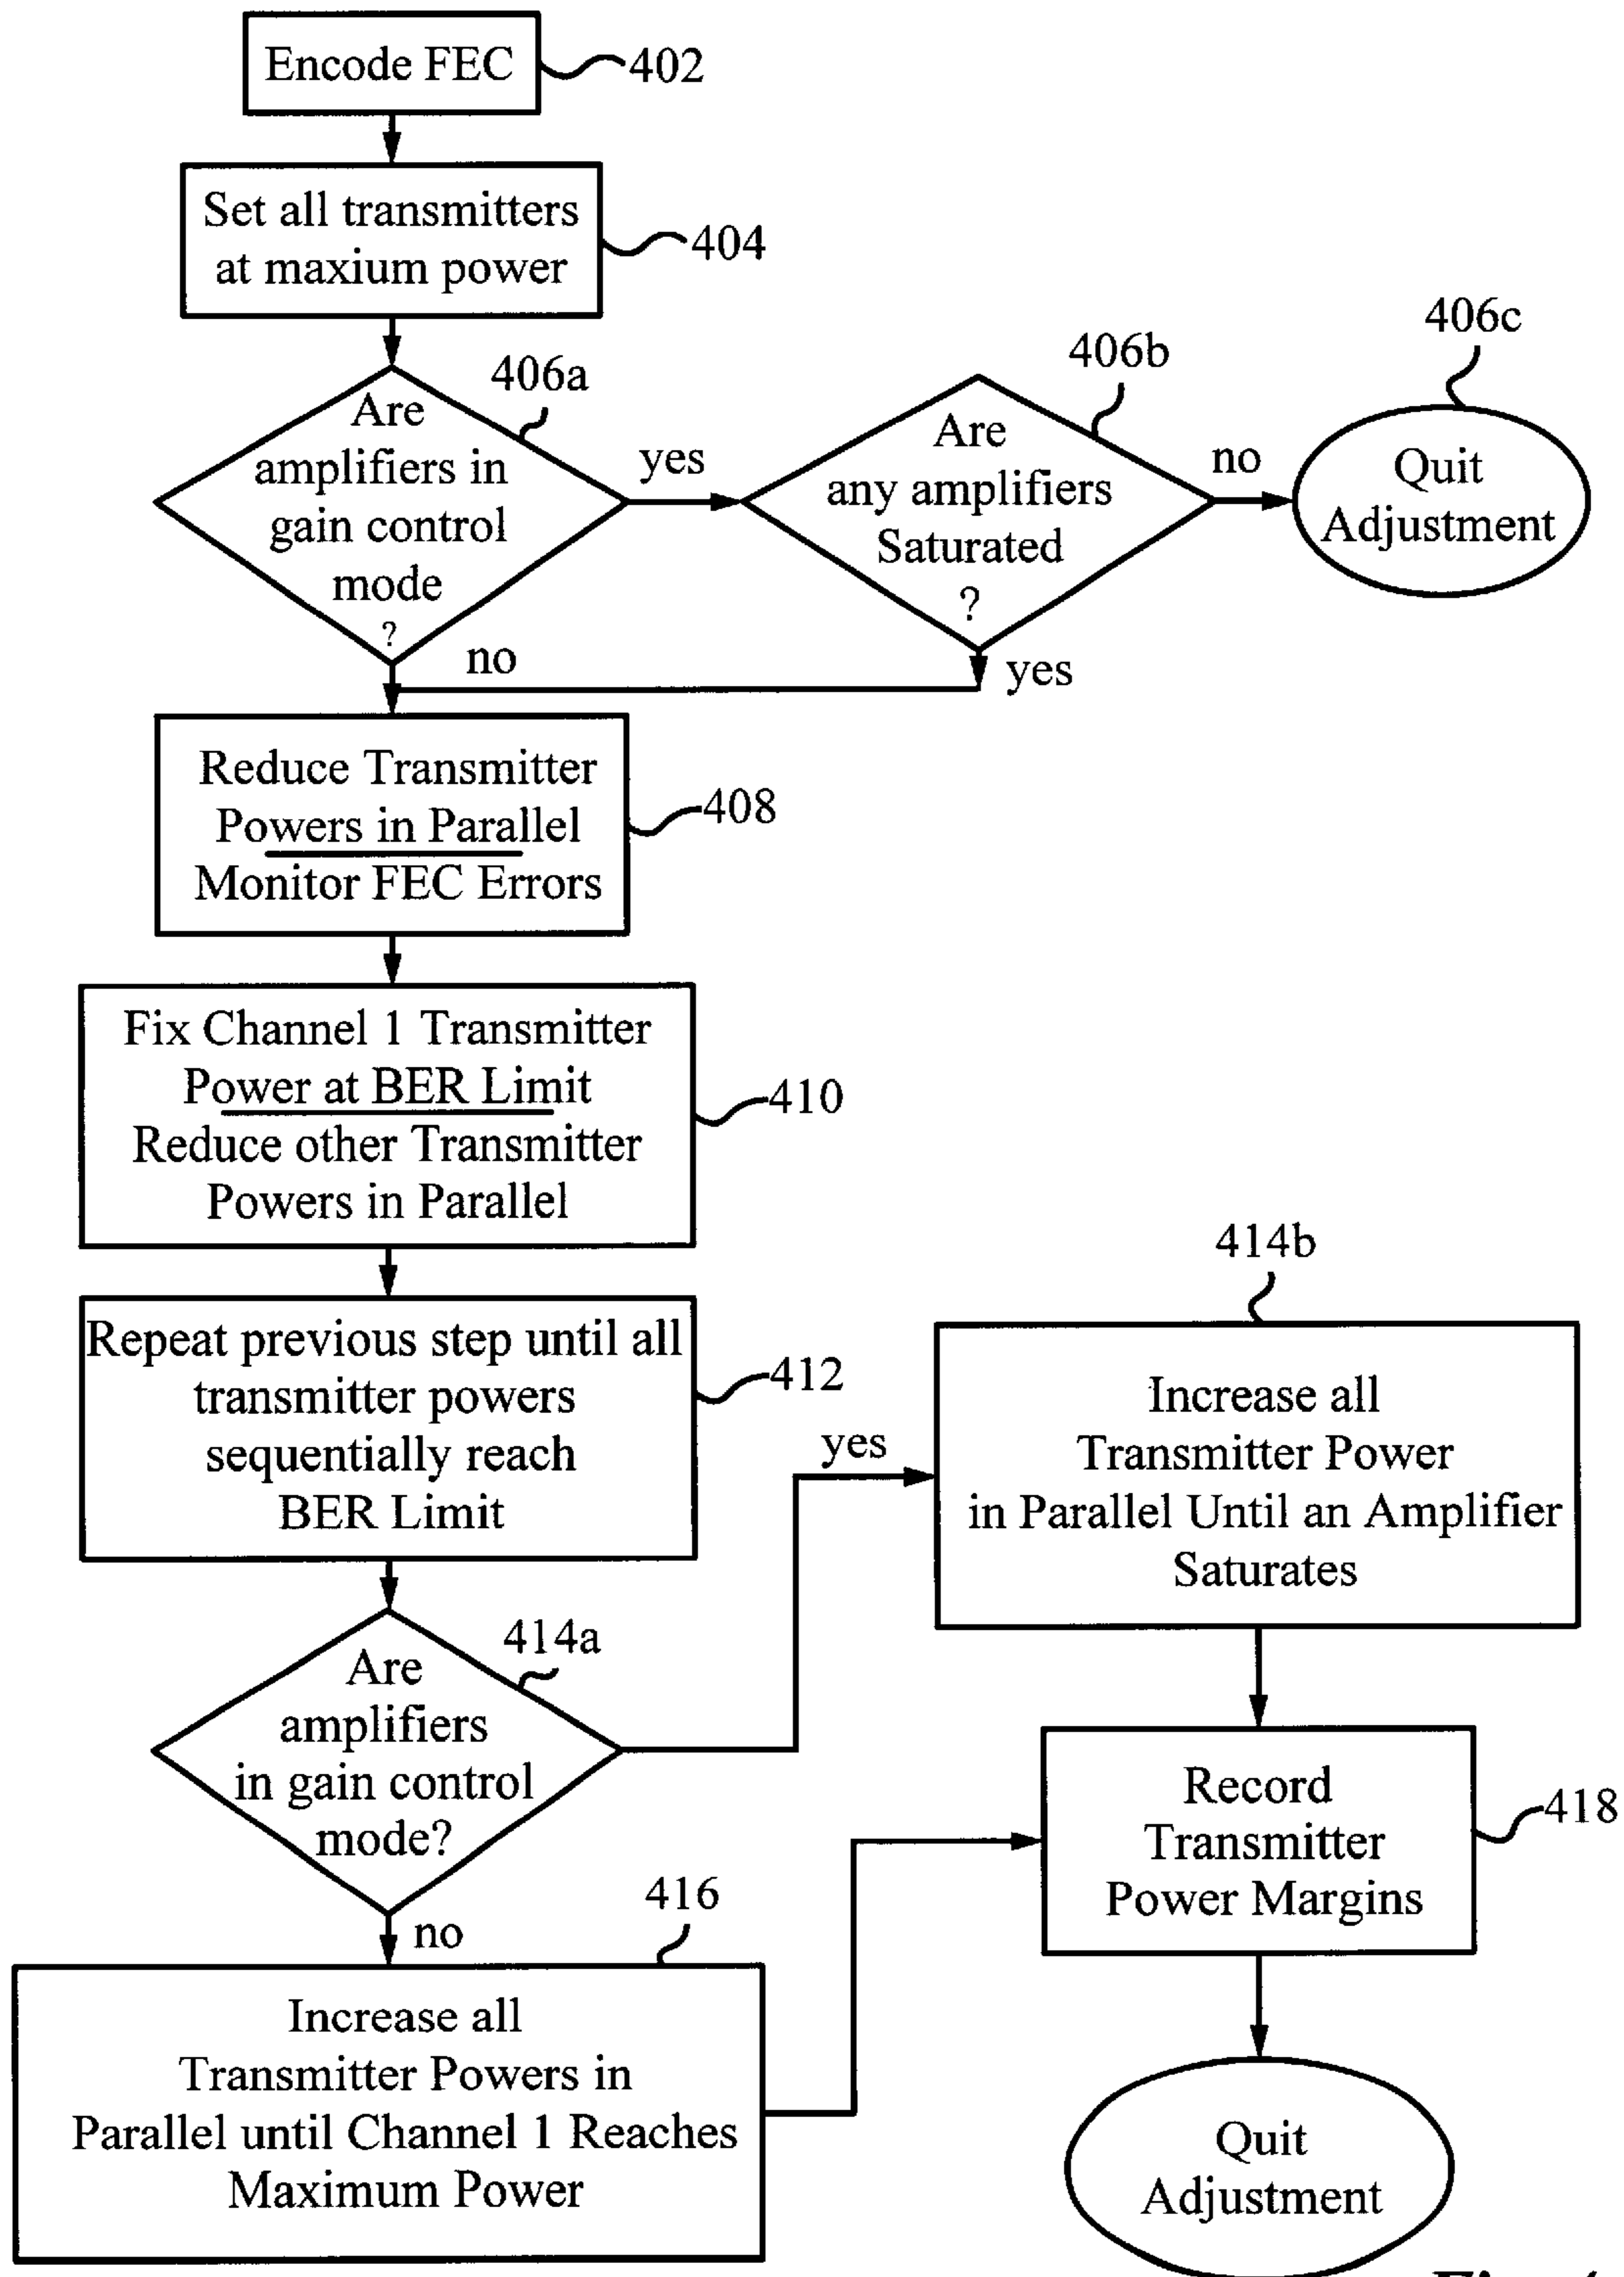 Encode FEC
402
Set all transmitters
at maxium power
404
406a
Are
amplifiers in
gain control
mode
?
yes
no
406b
Are
any amplifiers
Saturated
?
no
yes
406c
Quit
Adjustment
Reduce Transmitter
Powers in Parallel
Monitor FEC Errors
408
Fix Channel 1 Transmitter
Power at BER Limit
Reduce other Transmitter
Powers in Parallel
410
Repeat previous step until all
transmitter powers
sequentially reach
BER Limit
412
414a
Are
amplifiers
in gain control
mode?
yes
no
414b
Increase all
Transmitter Power
in Parallel Until an Amplifier
Saturates
416
Increase all
Transmitter Powers in
Parallel until Channel 1 Reaches
Maximum Power
Record
Transmitter
Power Margins
418
Quit
Adjustment